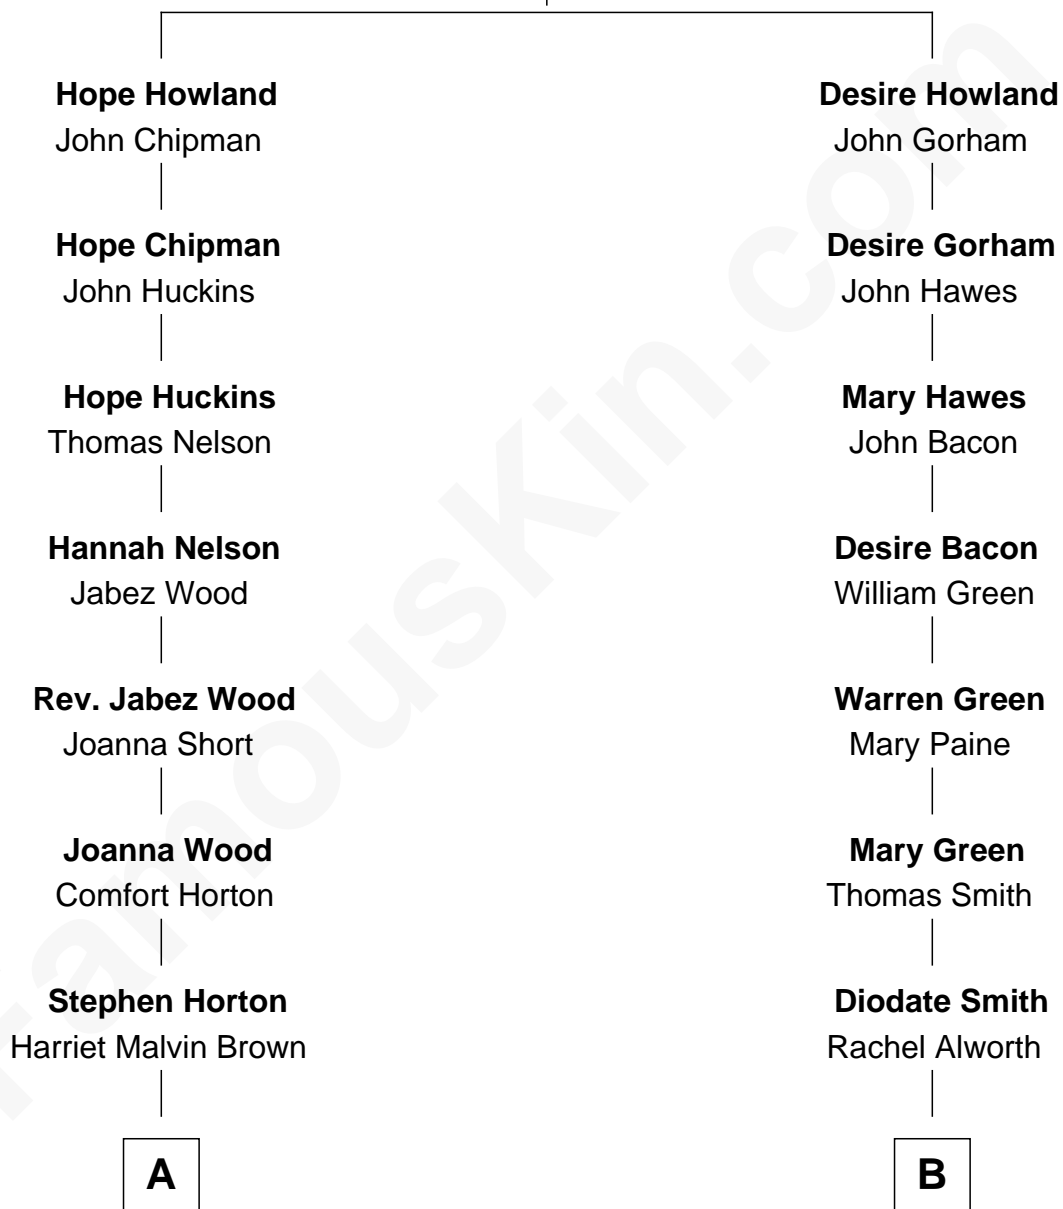 Hope Howland
John Chipman
Hope Chipman
John Huckins
Hope Huckins
Thomas Nelson
Hannah Nelson
Jabez Wood
Rev. Jabez Wood
Joanna Short
Joanna Wood
Comfort Horton
Stephen Horton
Harriet Malvin Brown
A
Desire Howland
John Gorham
Desire Gorham
John Hawes
Mary Hawes
John Bacon
Desire Bacon
William Green
Warren Green
Mary Paine
Mary Green
Thomas Smith
Diodate Smith
Rachel Alworth
B
FamousKin.com